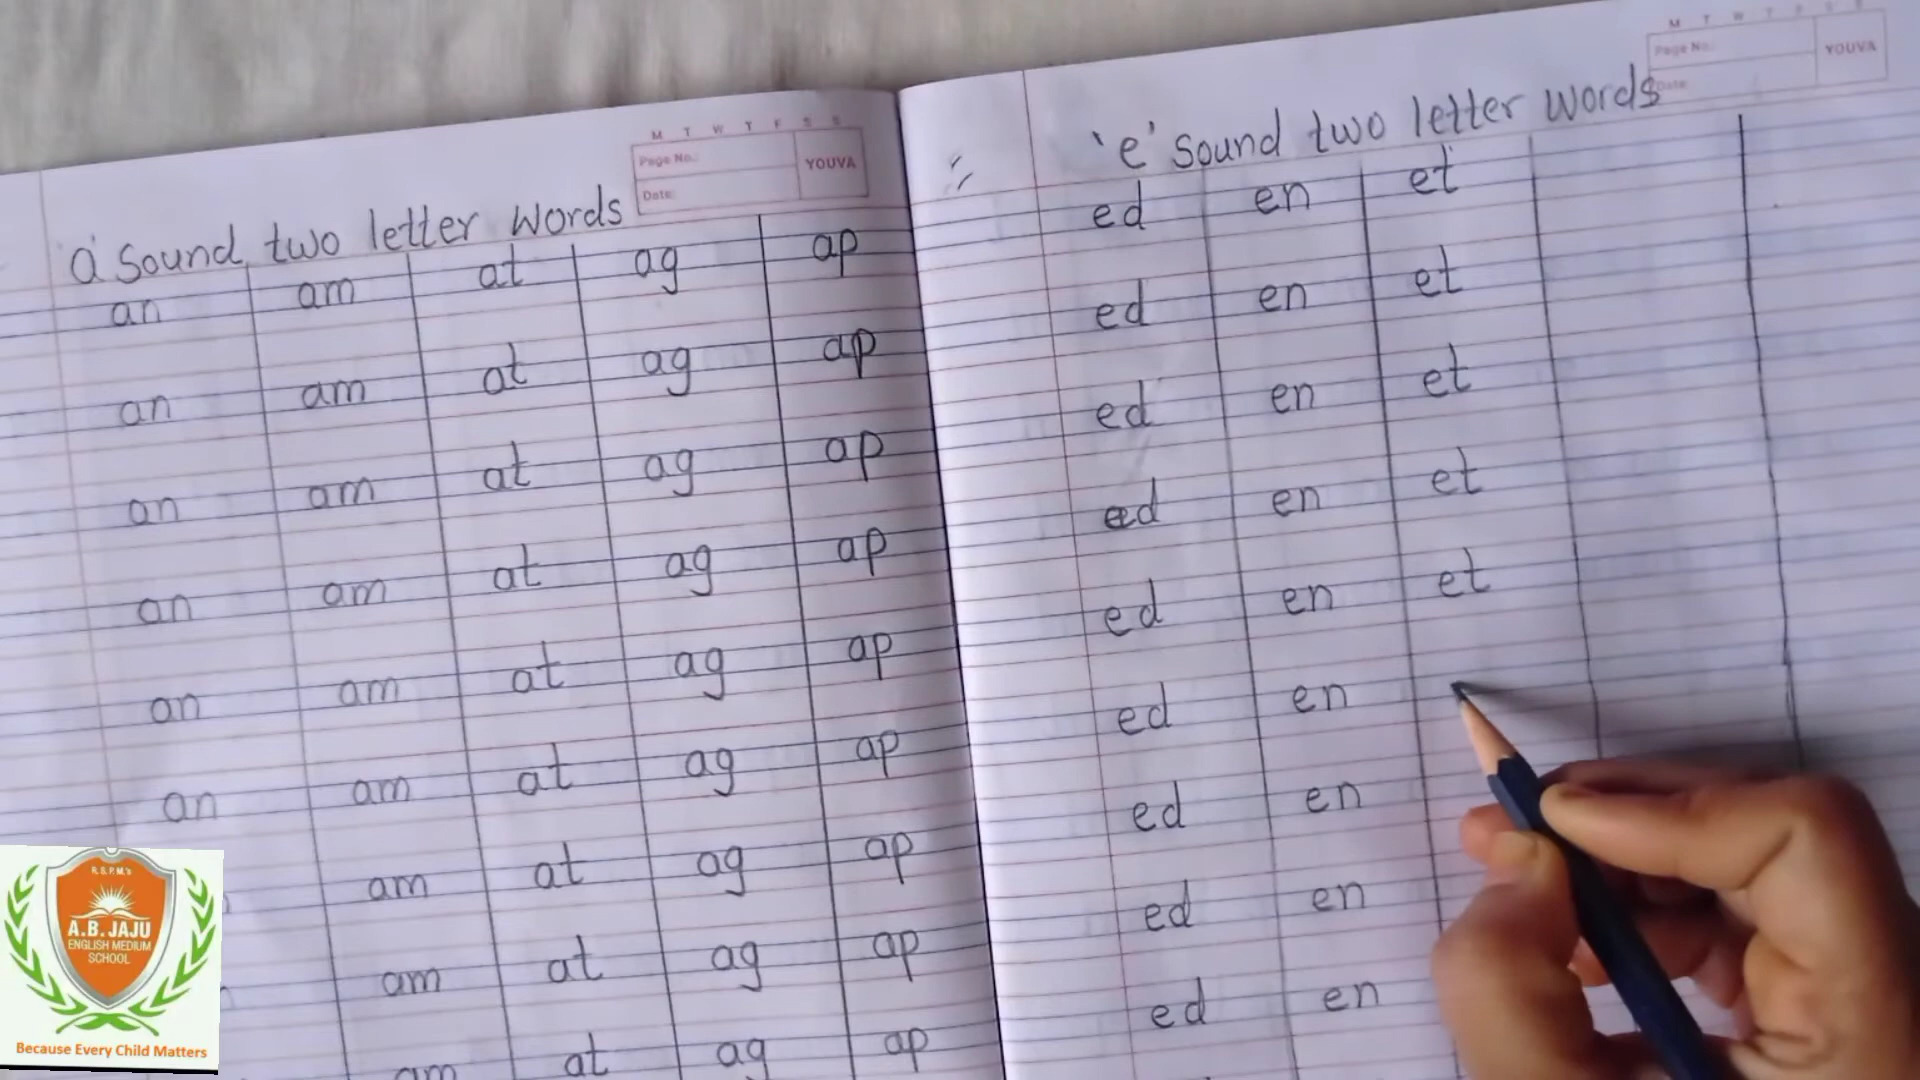 M T W T F S S
Page No.:
Date:
YOUVA
'a' sound two letter words
an am at ag ap
an am at ag ap
an am at ag ap
an am at ag ap
an am at ag ap
an am at ag ap
am at ag ap
am at ag ap
am at ag ap
M T W T F S S
Page No.:
Date:
YOUVA
'e' sound two letter words
ed en et
ed en et
ed en et
ed en et
ed en et
ed en
ed en
ed en
ed en
R.S.P.M.'s
A.B. JAJU
ENGLISH MEDIUM
SCHOOL
Because Every Child Matters